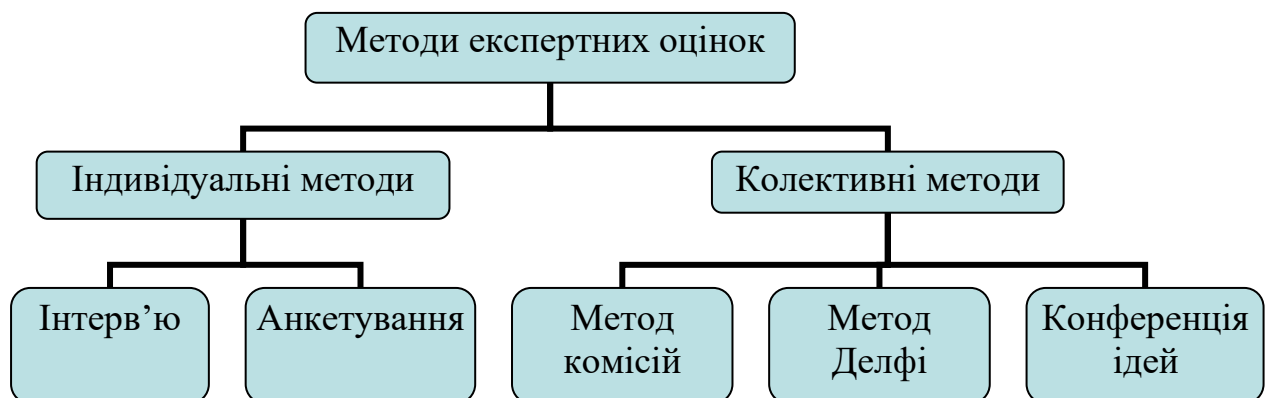 Методи експертних оцінок
Індивідуальні методи
Колективні методи
Інтерв’ю
Анкетування
Метод
комісій
Метод
Делфі
Конференція
ідей